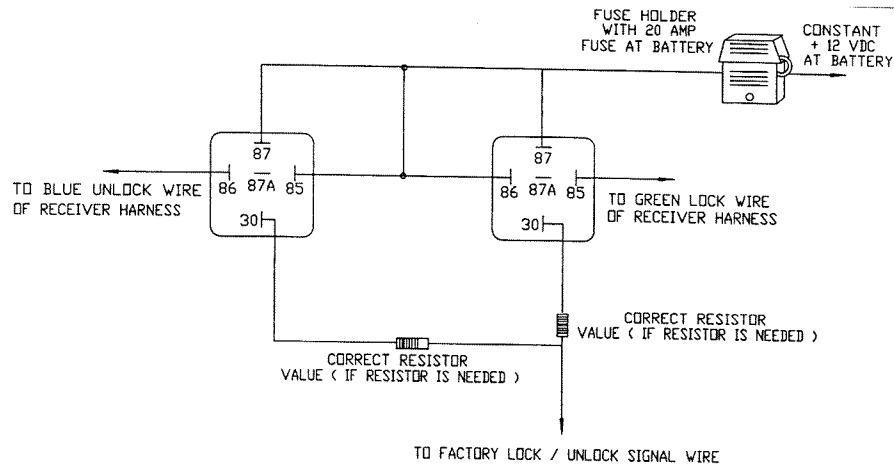 FUSE HOLDER
WITH 20 AMP
FUSE AT BATTERY
CONSTANT
+ 12 VDC
AT BATTERY
87
86
87A
85
30
87
86
87A
85
30
TO BLUE UNLOCK WIRE
OF RECEIVER HARNESS
TO GREEN LOCK WIRE
OF RECEIVER HARNESS
CORRECT RESISTOR
VALUE ( IF RESISTOR IS NEEDED )
CORRECT RESISTOR
VALUE ( IF RESISTOR IS NEEDED )
TO FACTORY LOCK / UNLOCK SIGNAL WIRE